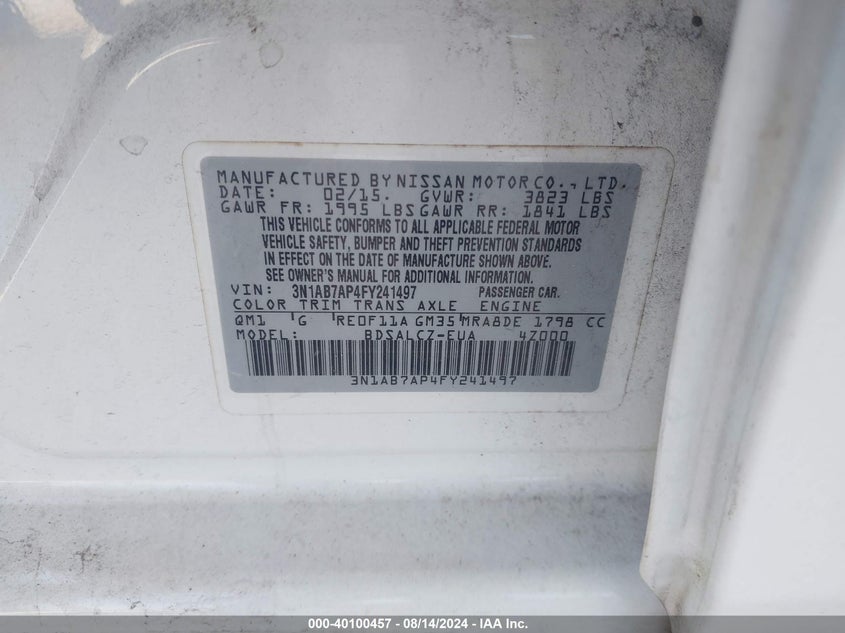 MANUFACTURED BY NISSAN MOTOR CO., LTD.
DATE: 02/15. GVWR: 3823 LBS
GAWR FR: 1995 LBS GAWR RR: 1841 LBS
THIS VEHICLE CONFORMS TO ALL APPLICABLE FEDERAL MOTOR
VEHICLE SAFETY, BUMPER AND THEFT PREVENTION STANDARDS
IN EFFECT ON THE DATE OF MANUFACTURE SHOWN ABOVE.
SEE OWNER'S MANUAL FOR ADDITIONAL INFORMATION.
VIN: 3N1AB7AP4FY241497 PASSENGER CAR.
COLOR TRIM TRANS AXLE ENGINE
QM1 'G 'RE0F11A GM35 MRA8DE 1798 CC
MODEL: BDSALCZ-EUA 4Z000
3N1AB7AP4FY241497
000-40100457 - 08/14/2024 - IAA Inc.